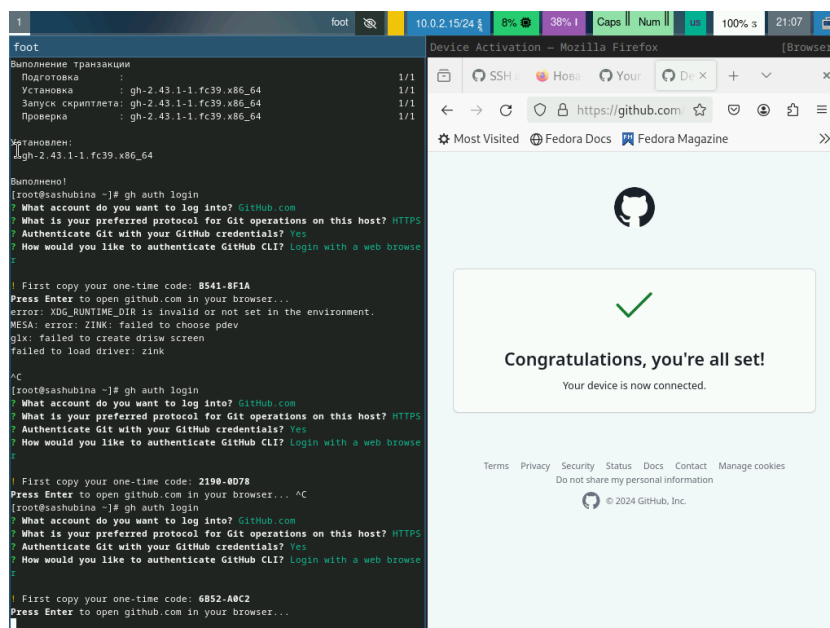 1
foot
10.0.2.15/24
8%
38%
Caps
Num
us
100%
21:07
foot
Выполнение транзакции
Подготовка : 1/1
Установка : gh-2.43.1-1.fc39.x86_64 1/1
Запуск скриптлета: gh-2.43.1-1.fc39.x86_64 1/1
Проверка : gh-2.43.1-1.fc39.x86_64 1/1
Установлен:
gh-2.43.1-1.fc39.x86_64
Выполнено!
[root@sashubina ~]# gh auth login
? What account do you want to log into? GitHub.com
? What is your preferred protocol for Git operations on this host? HTTPS
? Authenticate Git with your GitHub credentials? Yes
? How would you like to authenticate GitHub CLI? Login with a web browse
r
! First copy your one-time code: B541-8F1A
Press Enter to open github.com in your browser...
error: XDG_RUNTIME_DIR is invalid or not set in the environment.
MESA: error: ZINK: failed to choose pdev
glx: failed to create drisw screen
failed to load driver: zink
^C
[root@sashubina ~]# gh auth login
? What account do you want to log into? GitHub.com
? What is your preferred protocol for Git operations on this host? HTTPS
? Authenticate Git with your GitHub credentials? Yes
? How would you like to authenticate GitHub CLI? Login with a web browse
r
! First copy your one-time code: 2190-0D78
Press Enter to open github.com in your browser... ^C
[root@sashubina ~]# gh auth login
? What account do you want to log into? GitHub.com
? What is your preferred protocol for Git operations on this host? HTTPS
? Authenticate Git with your GitHub credentials? Yes
? How would you like to authenticate GitHub CLI? Login with a web browse
r
! First copy your one-time code: 6B52-A0C2
Press Enter to open github.com in your browser...
Device Activation — Mozilla Firefox [Browser
SSH
Нова
Your
De
https://github.com/
Most Visited
Fedora Docs
Fedora Magazine
Congratulations, you're all set!
Your device is now connected.
Terms Privacy Security Status Docs Contact Manage cookies
Do not share my personal information
© 2024 GitHub, Inc.